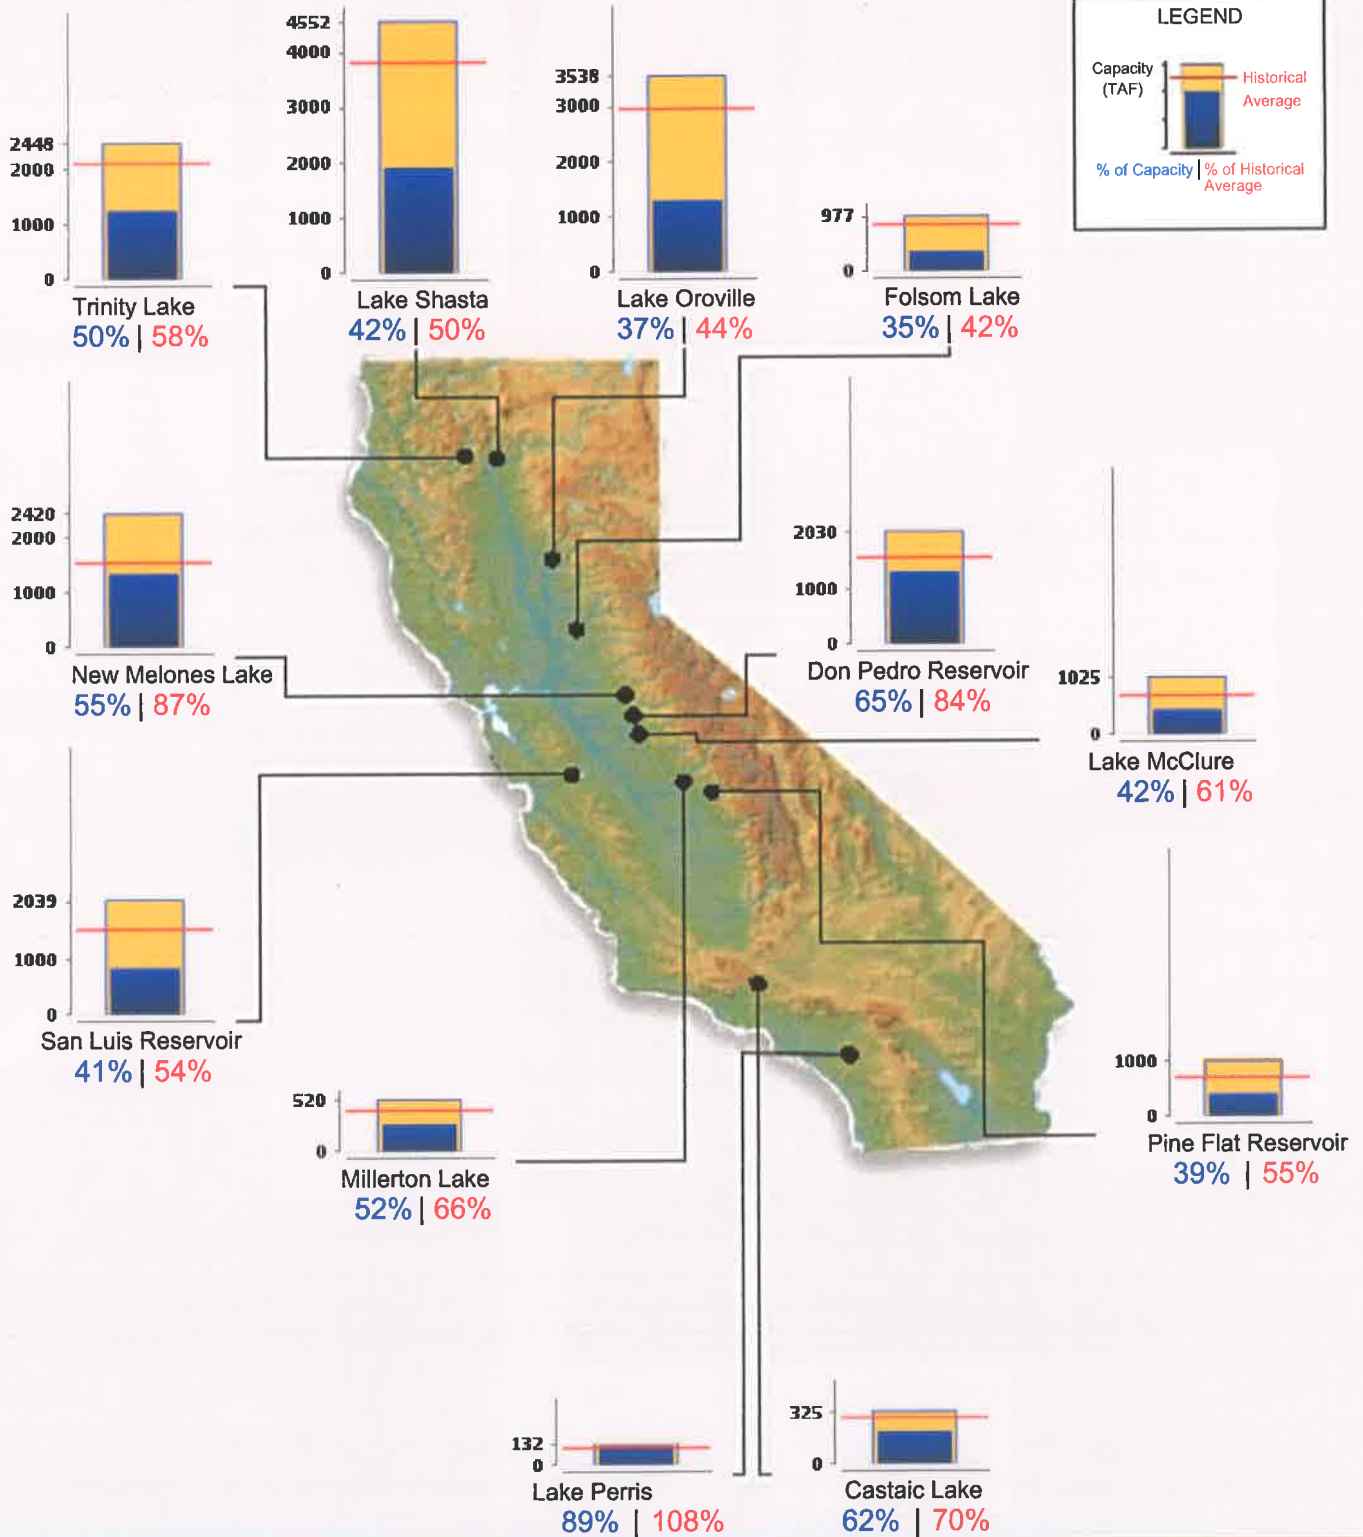 LEGEND
Capacity
(TAF)
Historical
Average
% of Capacity | % of Historical
Average
2448
2000
1000
0
Trinity Lake
50% | 58%
4552
4000
3000
2000
1000
0
Lake Shasta
42% | 50%
3538
3000
2000
1000
0
Lake Oroville
37% | 44%
977
0
Folsom Lake
35% | 42%
2420
2000
1000
0
New Melones Lake
55% | 87%
2030
1000
0
Don Pedro Reservoir
65% | 84%
1025
0
Lake McClure
42% | 61%
2039
1000
0
San Luis Reservoir
41% | 54%
520
0
Millerton Lake
52% | 66%
1000
0
Pine Flat Reservoir
39% | 55%
132
0
Lake Perris
89% | 108%
325
0
Castaic Lake
62% | 70%